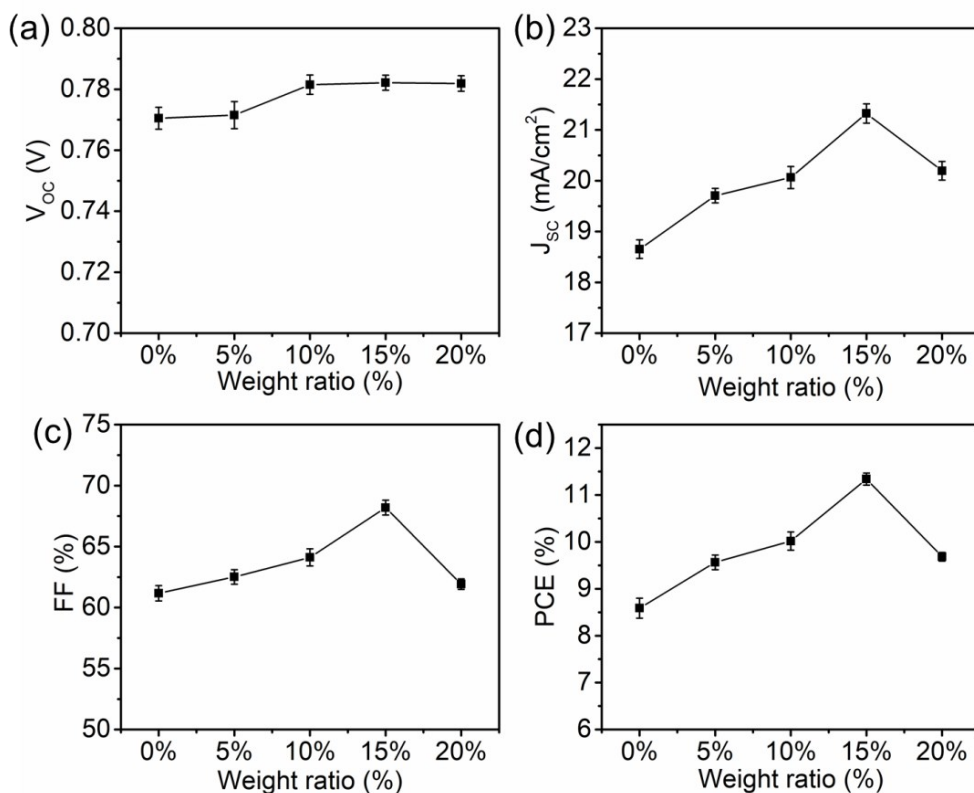 (a)
0.80
0.78
0.76
0.74
0.72
0.70
V_OC (V)
0% 5% 10% 15% 20%
Weight ratio (%)
(b)
23
22
21
20
19
18
17
J_SC (mA/cm²)
0% 5% 10% 15% 20%
Weight ratio (%)
(c)
75
70
65
60
55
50
FF (%)
0% 5% 10% 15% 20%
Weight ratio (%)
(d)
12
11
10
9
8
7
6
PCE (%)
0% 5% 10% 15% 20%
Weight ratio (%)